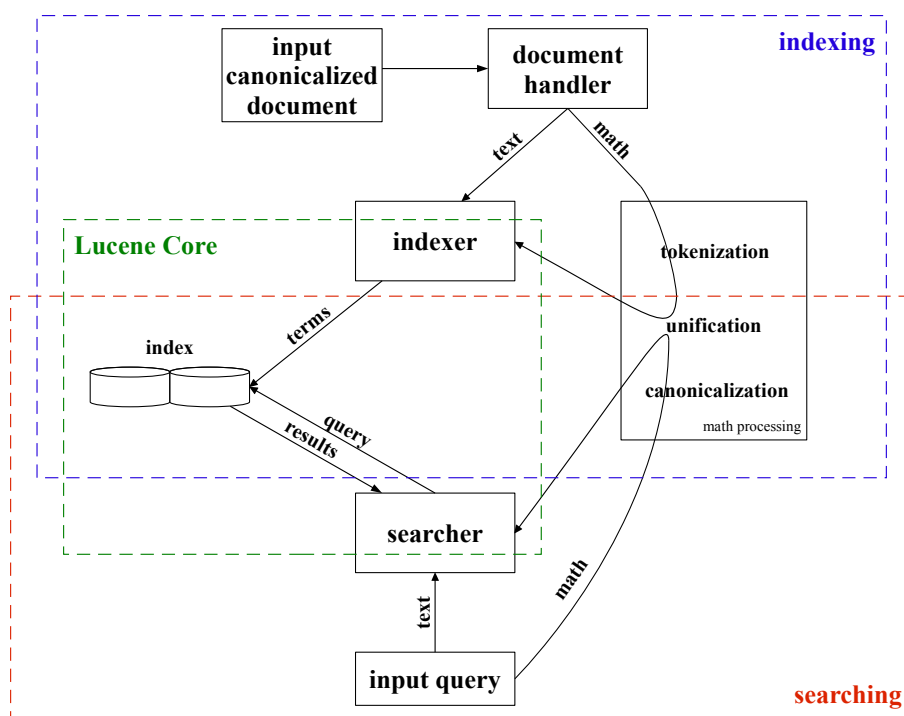 indexing
input
canonicalized
document
document
handler
text
math
indexer
Lucene Core
tokenization
terms
unification
index
canonicalization
math processing
query
results
searcher
math
text
input query
searching